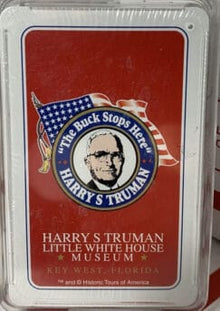 "The Buck Stops Here"
HARRY S TRUMAN
HARRY S TRUMAN
LITTLE WHITE HOUSE
★ MUSEUM ★
KEY WEST, FLORIDA
™ and © Historic Tours of America